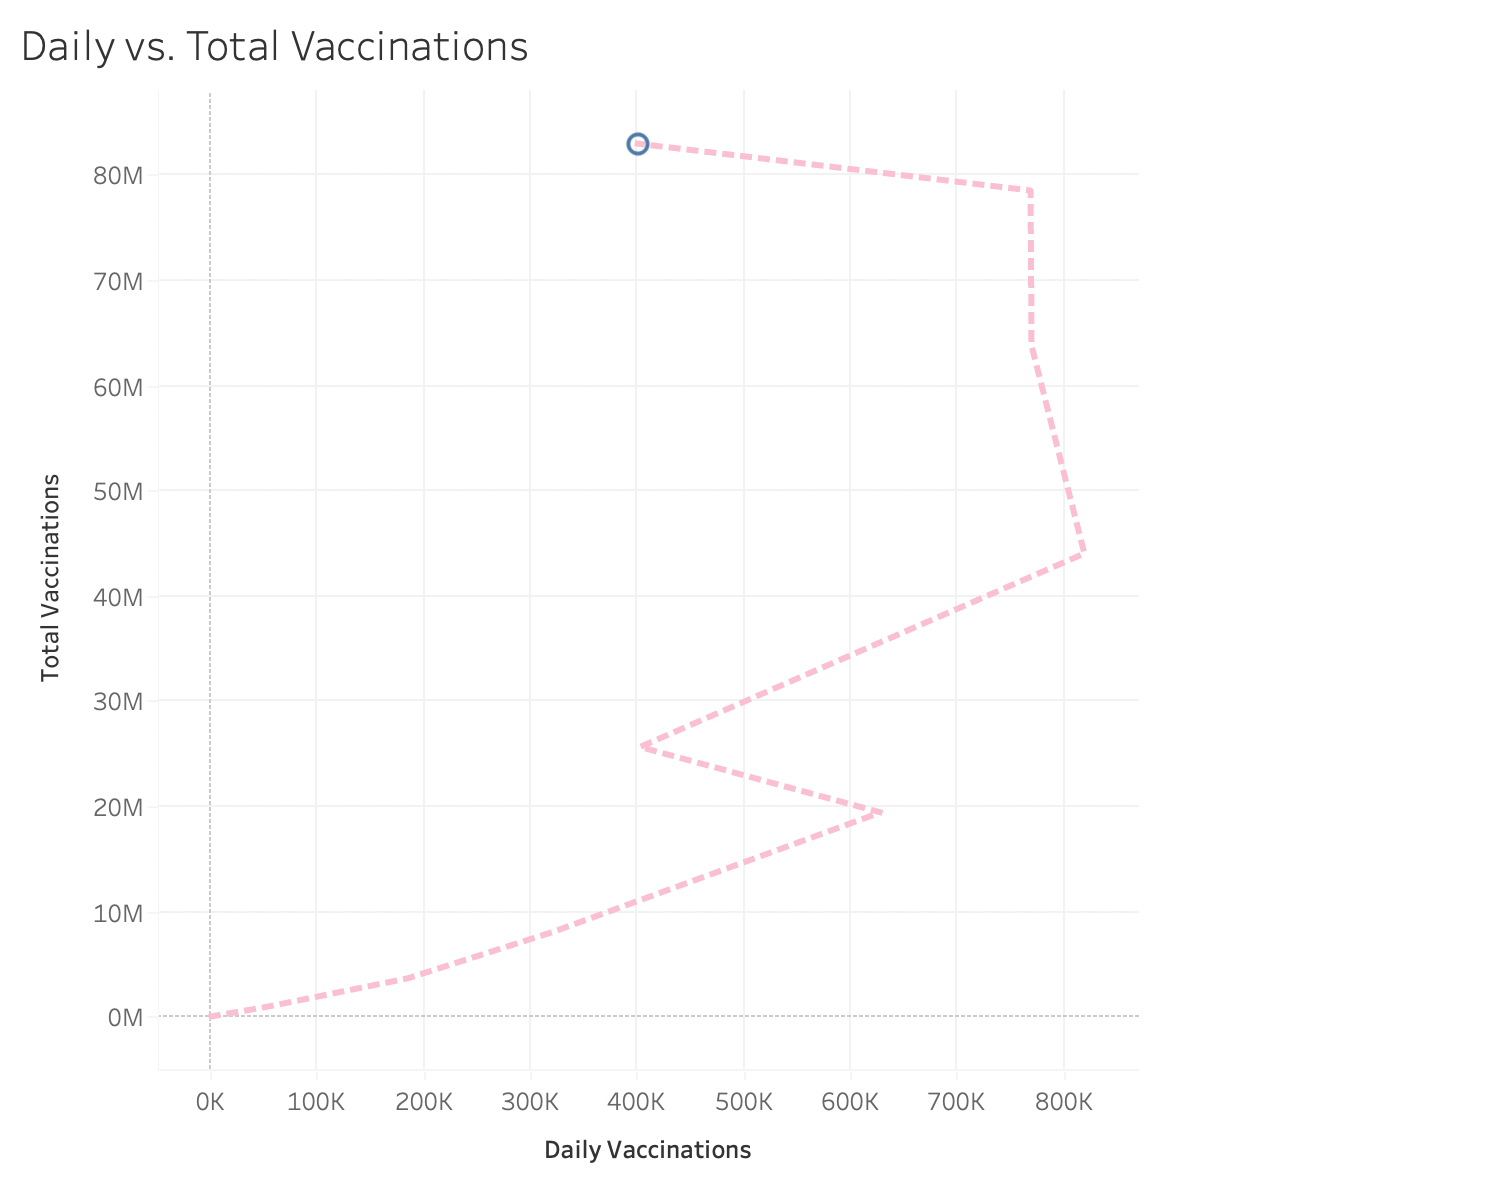 Daily vs. Total Vaccinations
80M
70M
60M
50M
40M
30M
20M
10M
0M
Total Vaccinations
0K 100K 200K 300K 400K 500K 600K 700K 800K
Daily Vaccinations